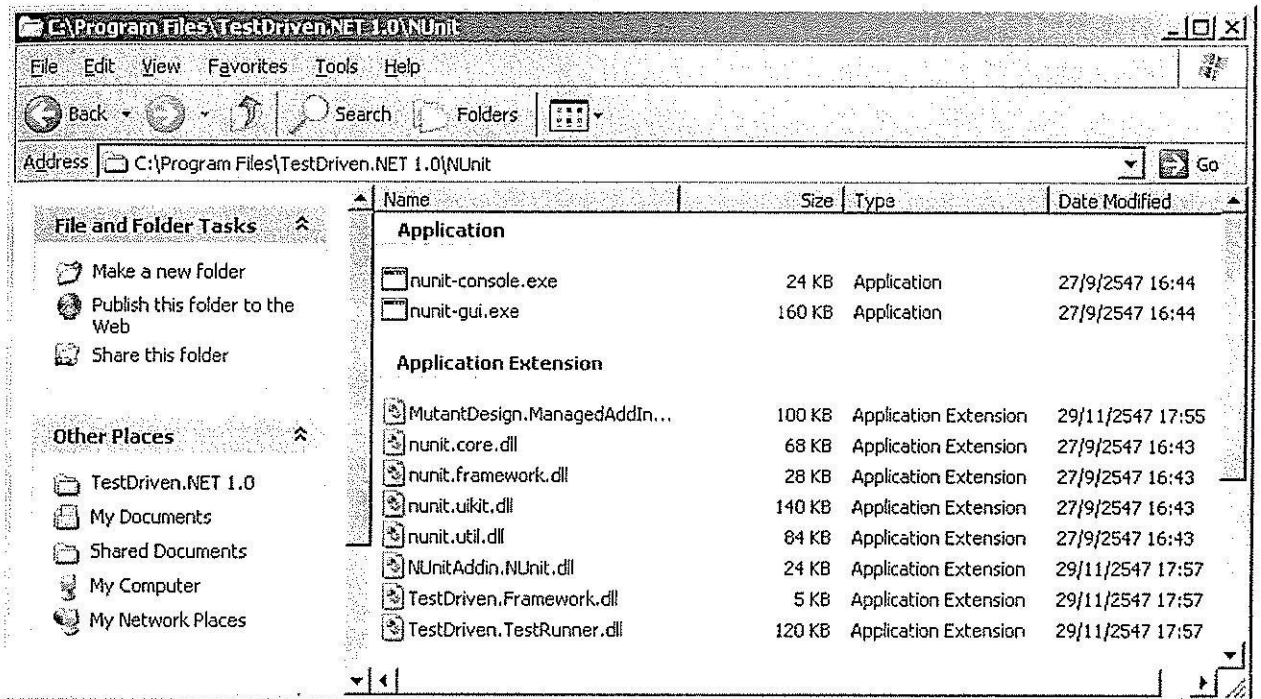 C:\Program Files\TestDriven.NET 1.0\NUnit
File Edit View Favorites Tools Help
Back Search Folders
Address C:\Program Files\TestDriven.NET 1.0\NUnit Go
File and Folder Tasks
Make a new folder
Publish this folder to the
Web
Share this folder
Other Places
TestDriven.NET 1.0
My Documents
Shared Documents
My Computer
My Network Places
Name Size Type Date Modified
Application
nunit-console.exe 24 KB Application 27/9/2547 16:44
nunit-gui.exe 160 KB Application 27/9/2547 16:44
Application Extension
MutantDesign.ManagedAddIn... 100 KB Application Extension 29/11/2547 17:55
nunit.core.dll 68 KB Application Extension 27/9/2547 16:43
nunit.framework.dll 28 KB Application Extension 27/9/2547 16:43
nunit.uikit.dll 140 KB Application Extension 27/9/2547 16:43
nunit.util.dll 84 KB Application Extension 27/9/2547 16:43
NUnitAddin.NUnit.dll 24 KB Application Extension 29/11/2547 17:57
TestDriven.Framework.dll 5 KB Application Extension 29/11/2547 17:57
TestDriven.TestRunner.dll 120 KB Application Extension 29/11/2547 17:57